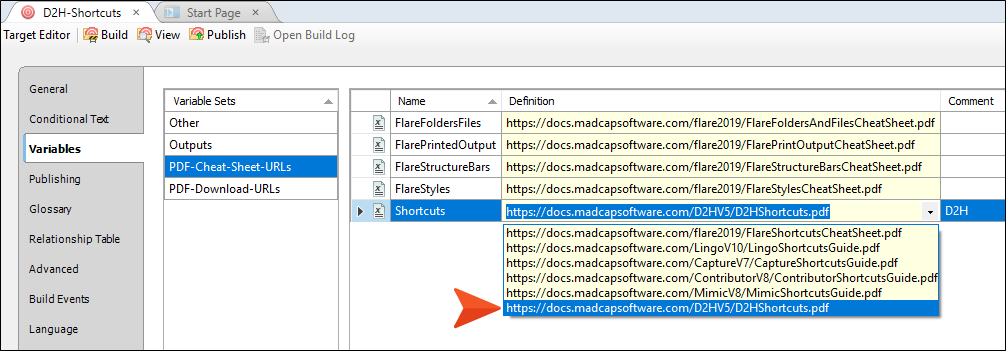 D2H-Shortcuts
Start Page
Target Editor Build View Publish Open Build Log
General
Conditional Text
Variables
Publishing
Glossary
Relationship Table
Advanced
Build Events
Language
Variable Sets
Other
Outputs
PDF-Cheat-Sheet-URLs
PDF-Download-URLs
Name Definition Comment
FlareFoldersFiles https://docs.madcapsoftware.com/flare2019/FlareFoldersAndFilesCheatSheet.pdf
FlarePrintedOutput https://docs.madcapsoftware.com/flare2019/FlarePrintOutputCheatSheet.pdf
FlareStructureBars https://docs.madcapsoftware.com/flare2019/FlareStructureBarsCheatSheet.pdf
FlareStyles https://docs.madcapsoftware.com/flare2019/FlareStylesCheatSheet.pdf
Shortcuts https://docs.madcapsoftware.com/D2HV5/D2HShortcuts.pdf D2H
https://docs.madcapsoftware.com/flare2019/FlareShortcutsCheatSheet.pdf
https://docs.madcapsoftware.com/LingoV10/LingoShortcutsGuide.pdf
https://docs.madcapsoftware.com/CaptureV7/CaptureShortcutsGuide.pdf
https://docs.madcapsoftware.com/ContributorV8/ContributorShortcutsGuide.pdf
https://docs.madcapsoftware.com/MimicV8/MimicShortcutsGuide.pdf
https://docs.madcapsoftware.com/D2HV5/D2HShortcuts.pdf